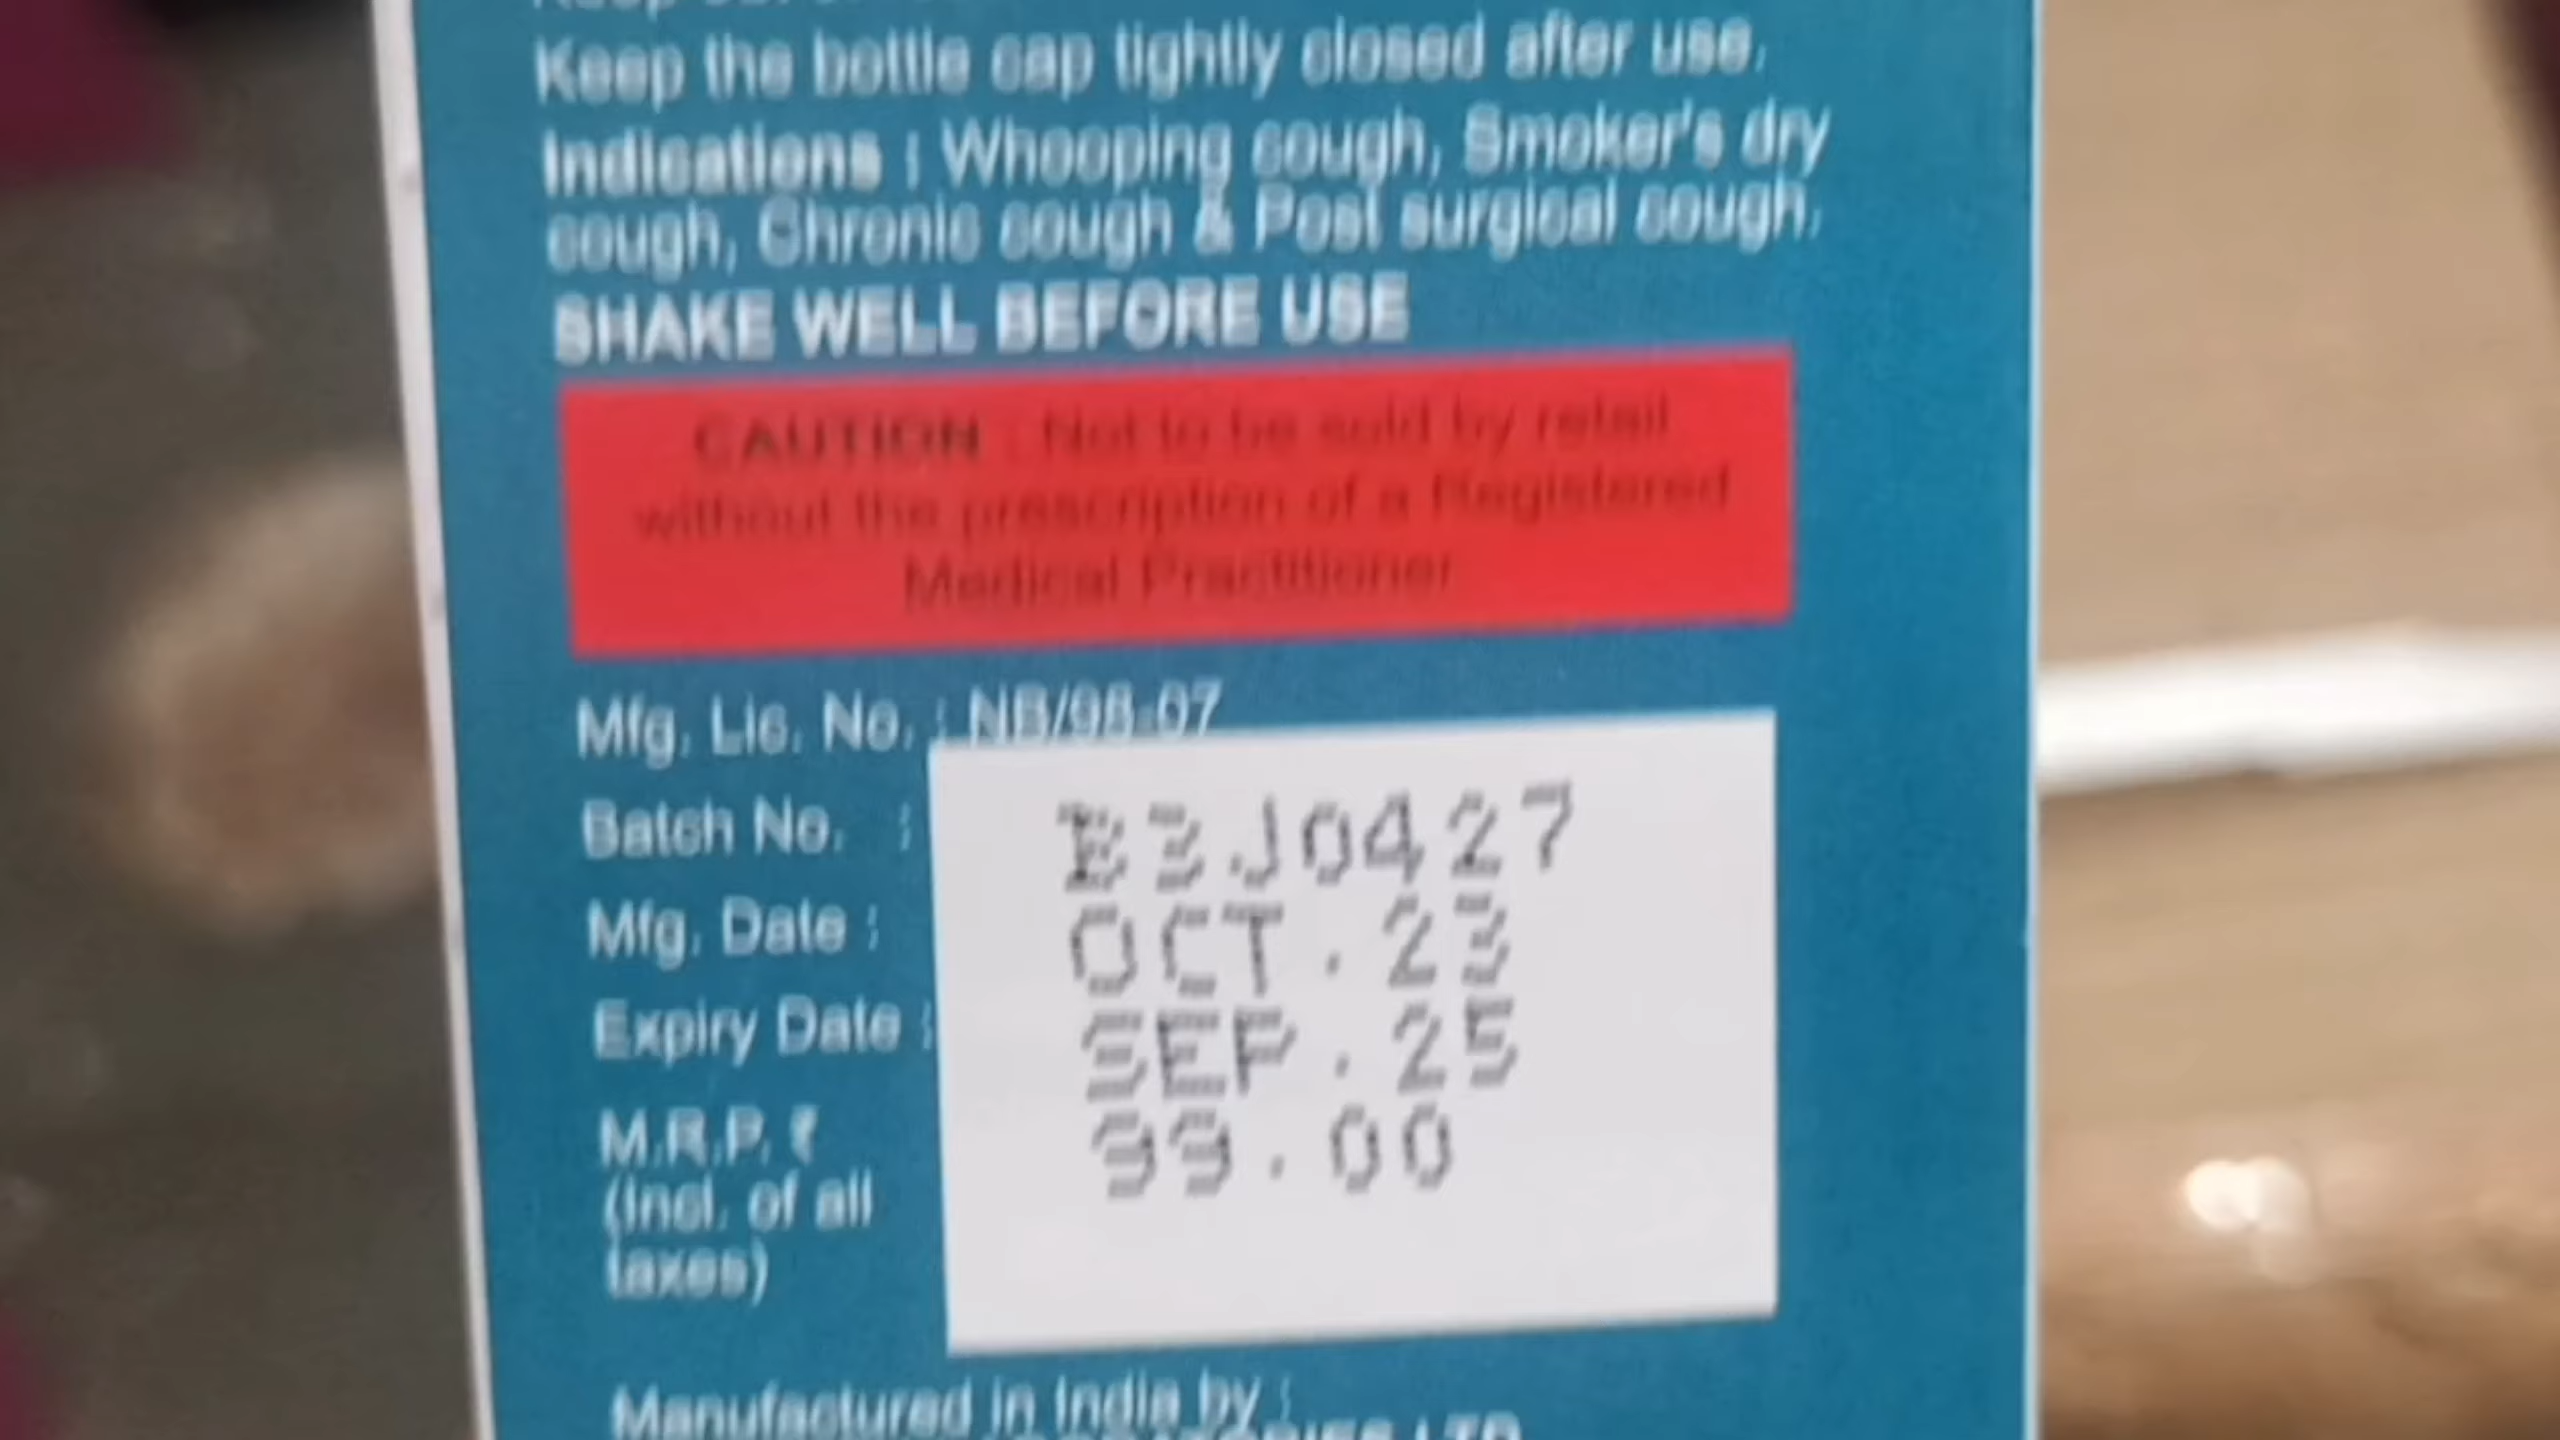 Keep the bottle cap tightly closed after use.
Indications : Whooping cough, Smoker's dry
cough, Chronic cough & Post surgical cough.
SHAKE WELL BEFORE USE
CAUTION : Not to be sold by retail
without the prescription of a Registered
Medical Practitioner
Mfg. Lic. No. : NB/98-07
Batch No. : B3J0427
Mfg. Date : OCT.23
Expiry Date : SEP.25
M.R.P. ₹ 99.00
(Incl. of all
taxes)
Manufactured in India by :
LTD